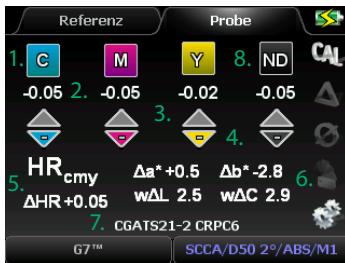 Referenz Probe
1. C M Y 8. ND CAL
-0.05 2. -0.05 -0.02 -0.05
3.
4.
HRcmy Δa* +0.5 Δb* -2.8
5. 6.
ΔHR +0.05 wΔL 2.5 wΔC 2.9
7. CGATS21-2 CRPC6
G7™ SCCA/D50 2°/ABS/M1